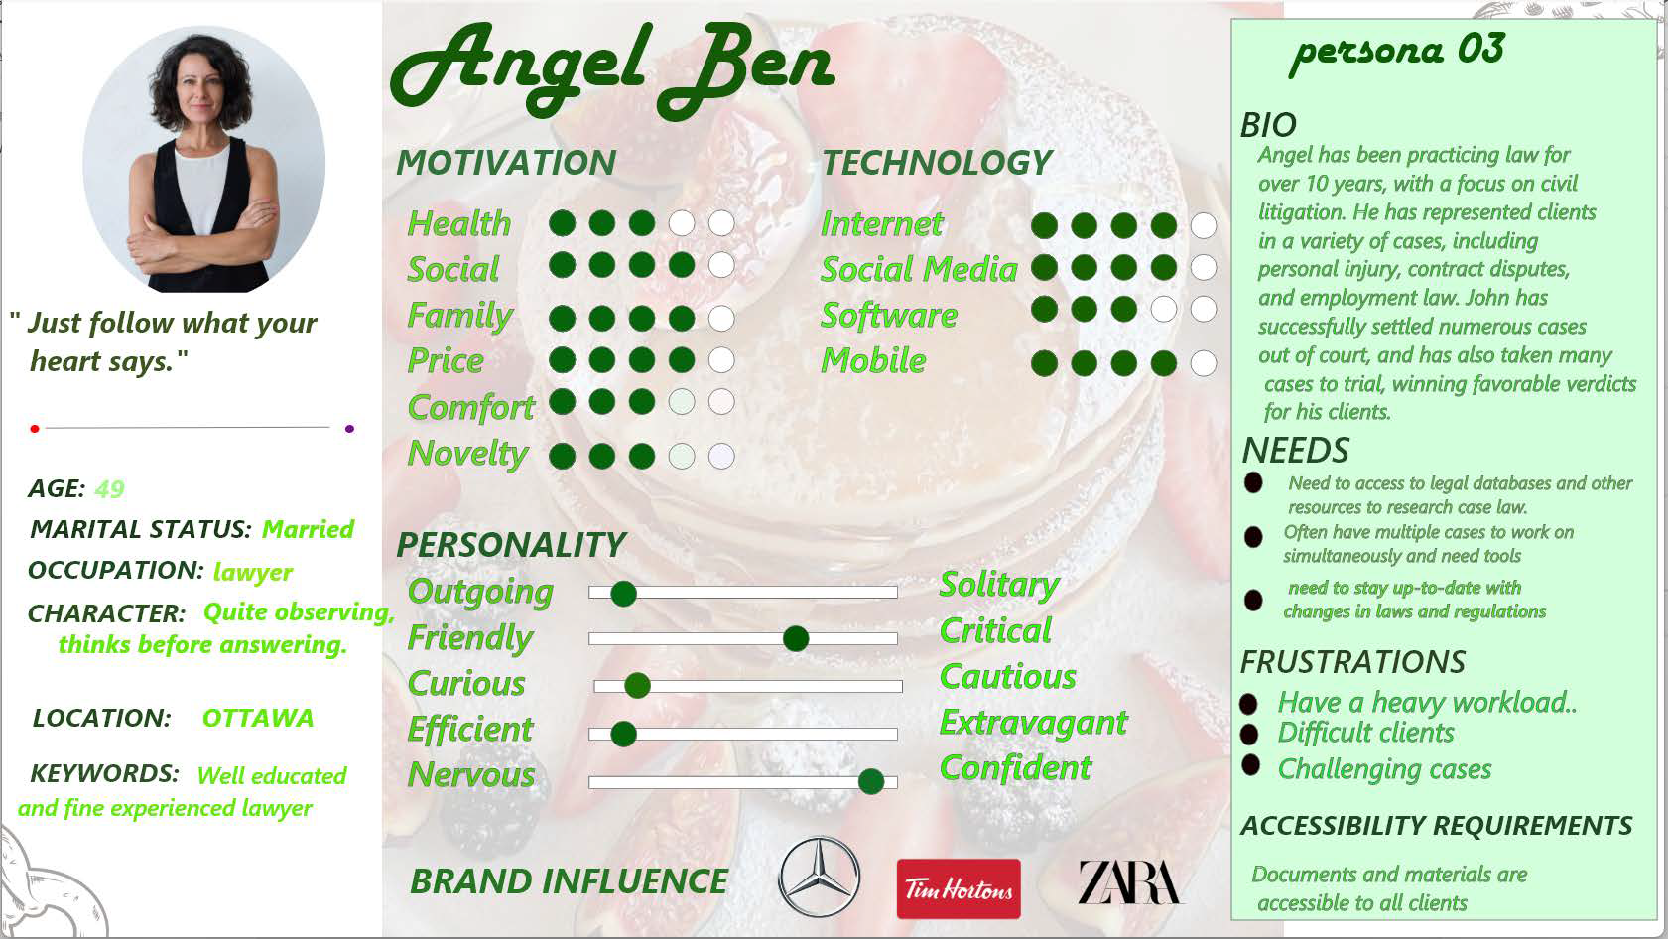 Angel Ben
" Just follow what your
heart says."
AGE: 49
MARITAL STATUS: Married
OCCUPATION: lawyer
CHARACTER: Quite observing,
thinks before answering.
LOCATION: OTTAWA
KEYWORDS: Well educated
and fine experienced lawyer
MOTIVATION
Health
Social
Family
Price
Comfort
Novelty
TECHNOLOGY
Internet
Social Media
Software
Mobile
PERSONALITY
Outgoing Solitary
Friendly Critical
Curious Cautious
Efficient Extravagant
Nervous Confident
BRAND INFLUENCE
Tim Hortons
ZARA
persona 03
BIO
Angel has been practicing law for
over 10 years, with a focus on civil
litigation. He has represented clients
in a variety of cases, including
personal injury, contract disputes,
and employment law. John has
successfully settled numerous cases
out of court, and has also taken many
cases to trial, winning favorable verdicts
for his clients.
NEEDS
Need to access to legal databases and other
resources to research case law.
Often have multiple cases to work on
simultaneously and need tools
need to stay up-to-date with
changes in laws and regulations
FRUSTRATIONS
Have a heavy workload..
Difficult clients
Challenging cases
ACCESSIBILITY REQUIREMENTS
Documents and materials are
accessible to all clients